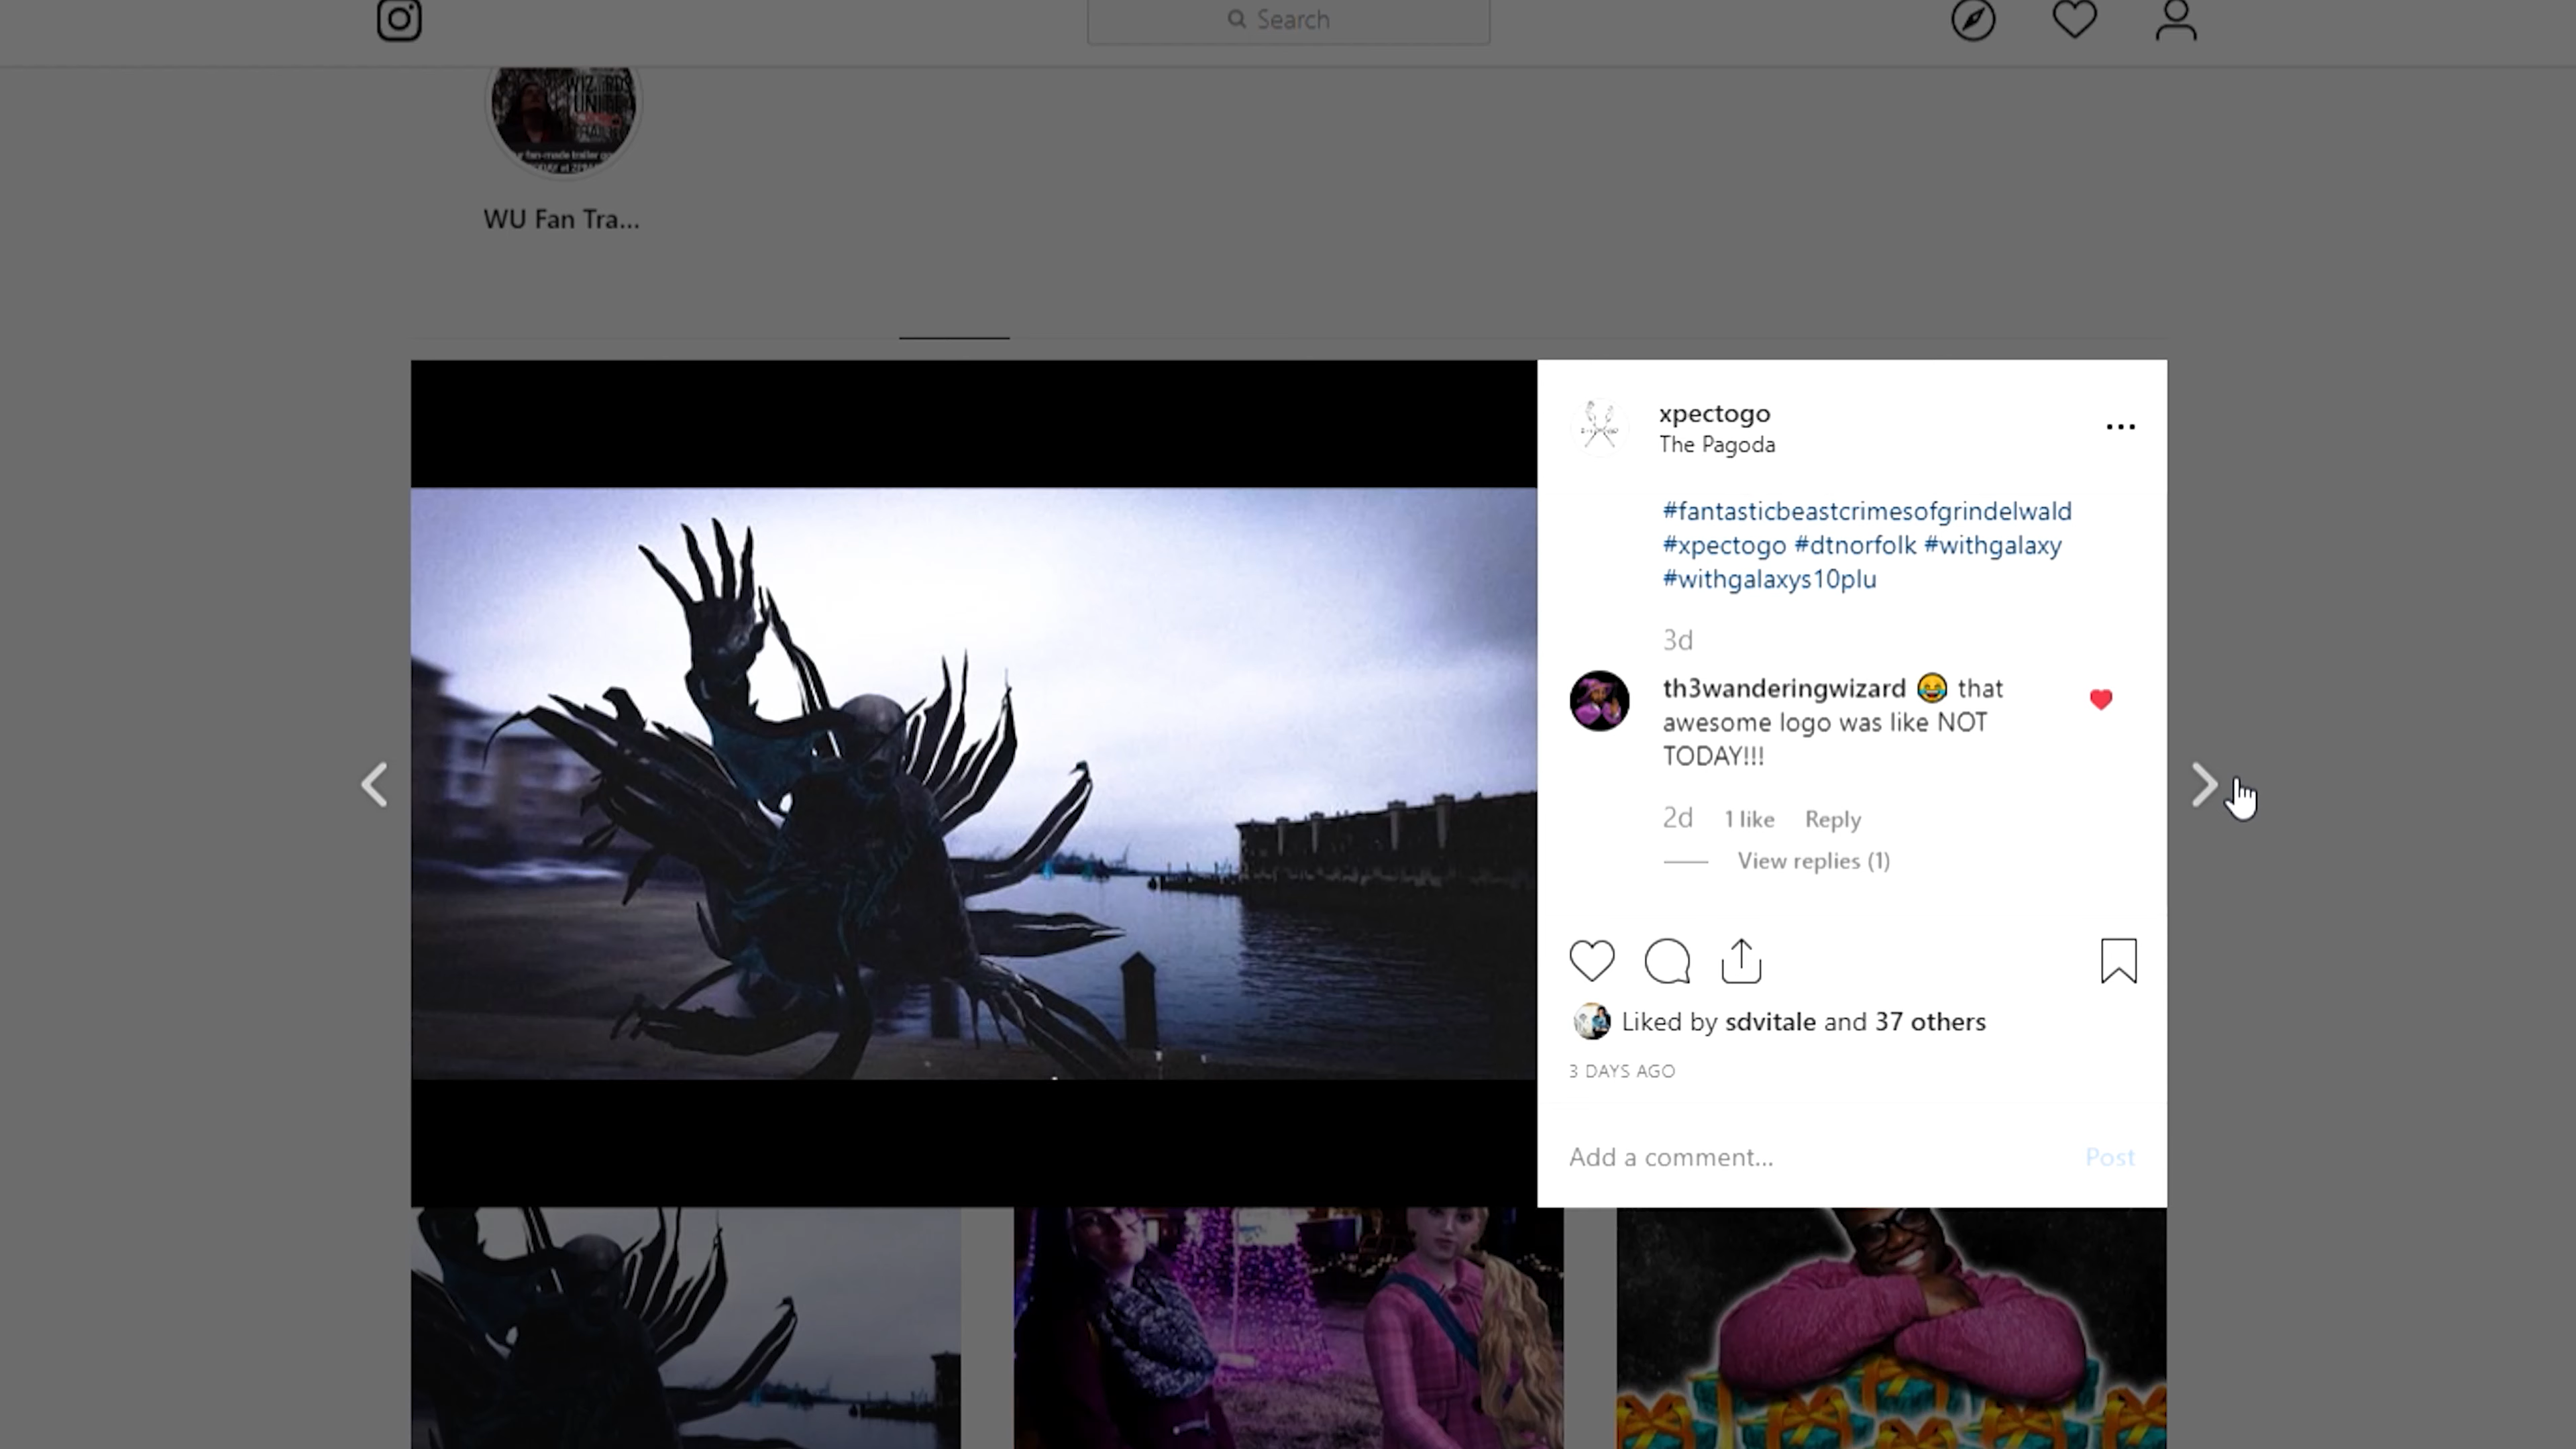 Search
WIZARDS
UNITE
WU Fan Tra...
xpectogo
The Pagoda
#fantasticbeastcrimesofgrindelwald
#xpectogo #dtnorfolk #withgalaxy
#withgalaxys10plu
3d
th3wanderingwizard 😂 that
awesome logo was like NOT
TODAY!!!
2d 1 like Reply
View replies (1)
Liked by sdvitale and 37 others
3 DAYS AGO
Add a comment... Post